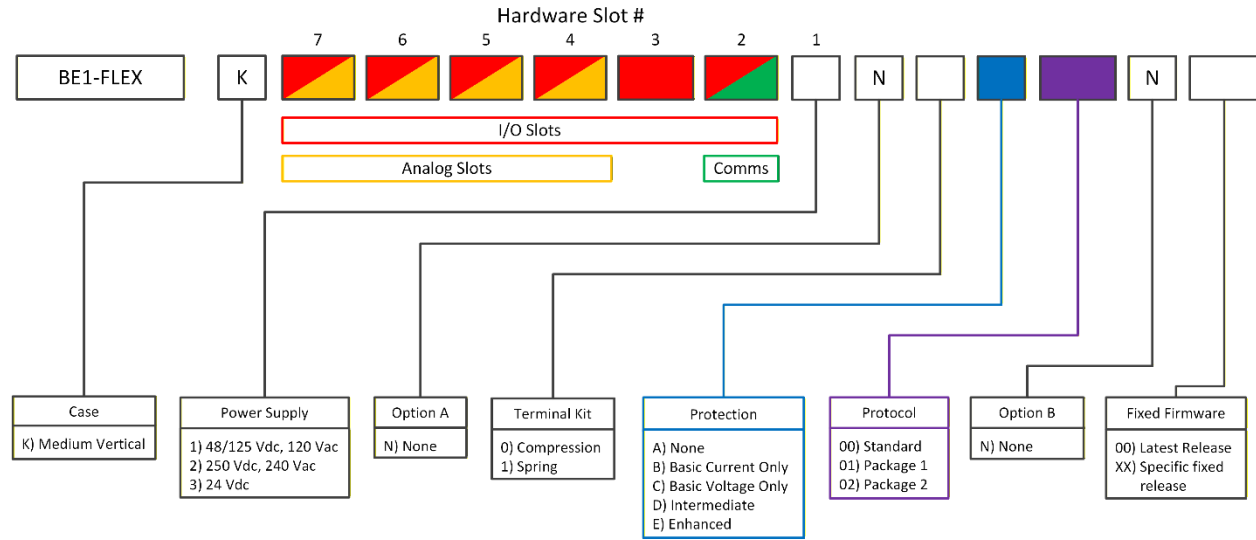 Hardware Slot #
7 6 5 4 3 2 1
BE1-FLEX K N N
I/O Slots
Analog Slots Comms
Case
K) Medium Vertical
Power Supply
1) 48/125 Vdc, 120 Vac
2) 250 Vdc, 240 Vac
3) 24 Vdc
Option A
N) None
Terminal Kit
0) Compression
1) Spring
Protection
A) None
B) Basic Current Only
C) Basic Voltage Only
D) Intermediate
E) Enhanced
Protocol
00) Standard
01) Package 1
02) Package 2
Option B
N) None
Fixed Firmware
00) Latest Release
XX) Specific fixed
release